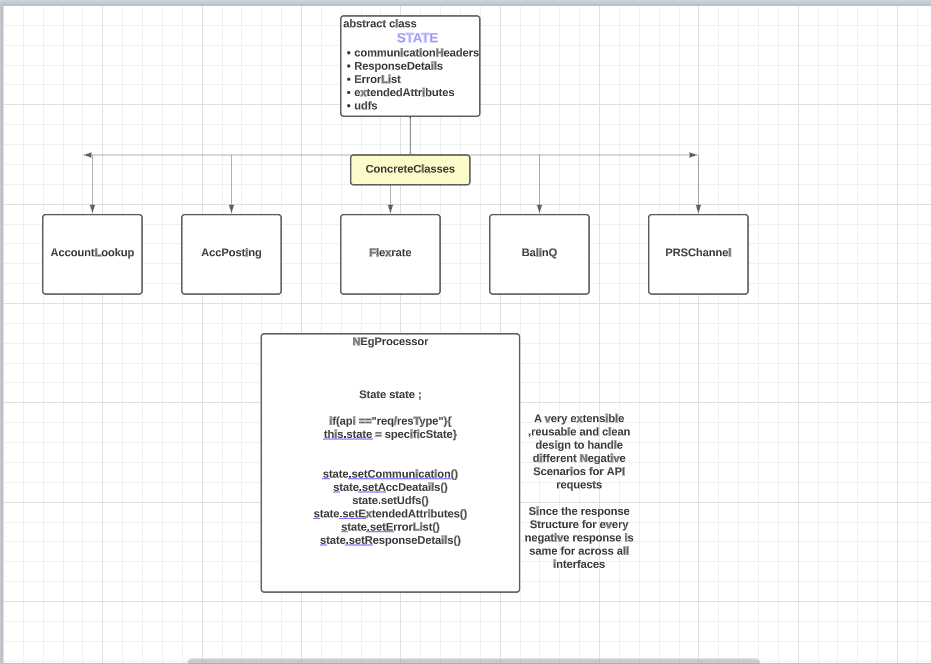 abstract class
STATE
• communicationHeaders
• ResponseDetails
• ErrorList
• extendedAttributes
• udfs
ConcreteClasses
AccountLookup
AccPosting
Flexrate
BalinQ
PRSChannel
NEgProcessor
State state ;
if(api =="req/resType"){
this.state = specificState}
state.setCommunication()
state.setAccDeatails()
state.setUdfs()
state.setExtendedAttributes()
state.setErrorList()
state.setResponseDetails()
A very extensible
,reusable and clean
design to handle
different Negative
Scenarios for API
requests
Since the response
Structure for every
negative response is
same for across all
interfaces